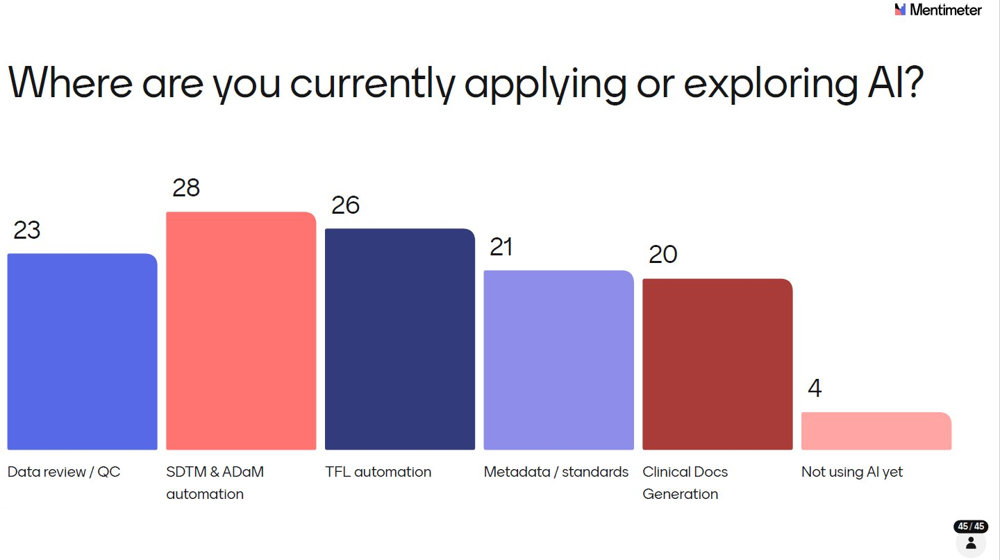 Mentimeter
Where are you currently applying or exploring AI?
23
28
26
21
20
4
Data review / QC
SDTM & ADaM
automation
TFL automation
Metadata / standards
Clinical Docs
Generation
Not using AI yet
45 / 45